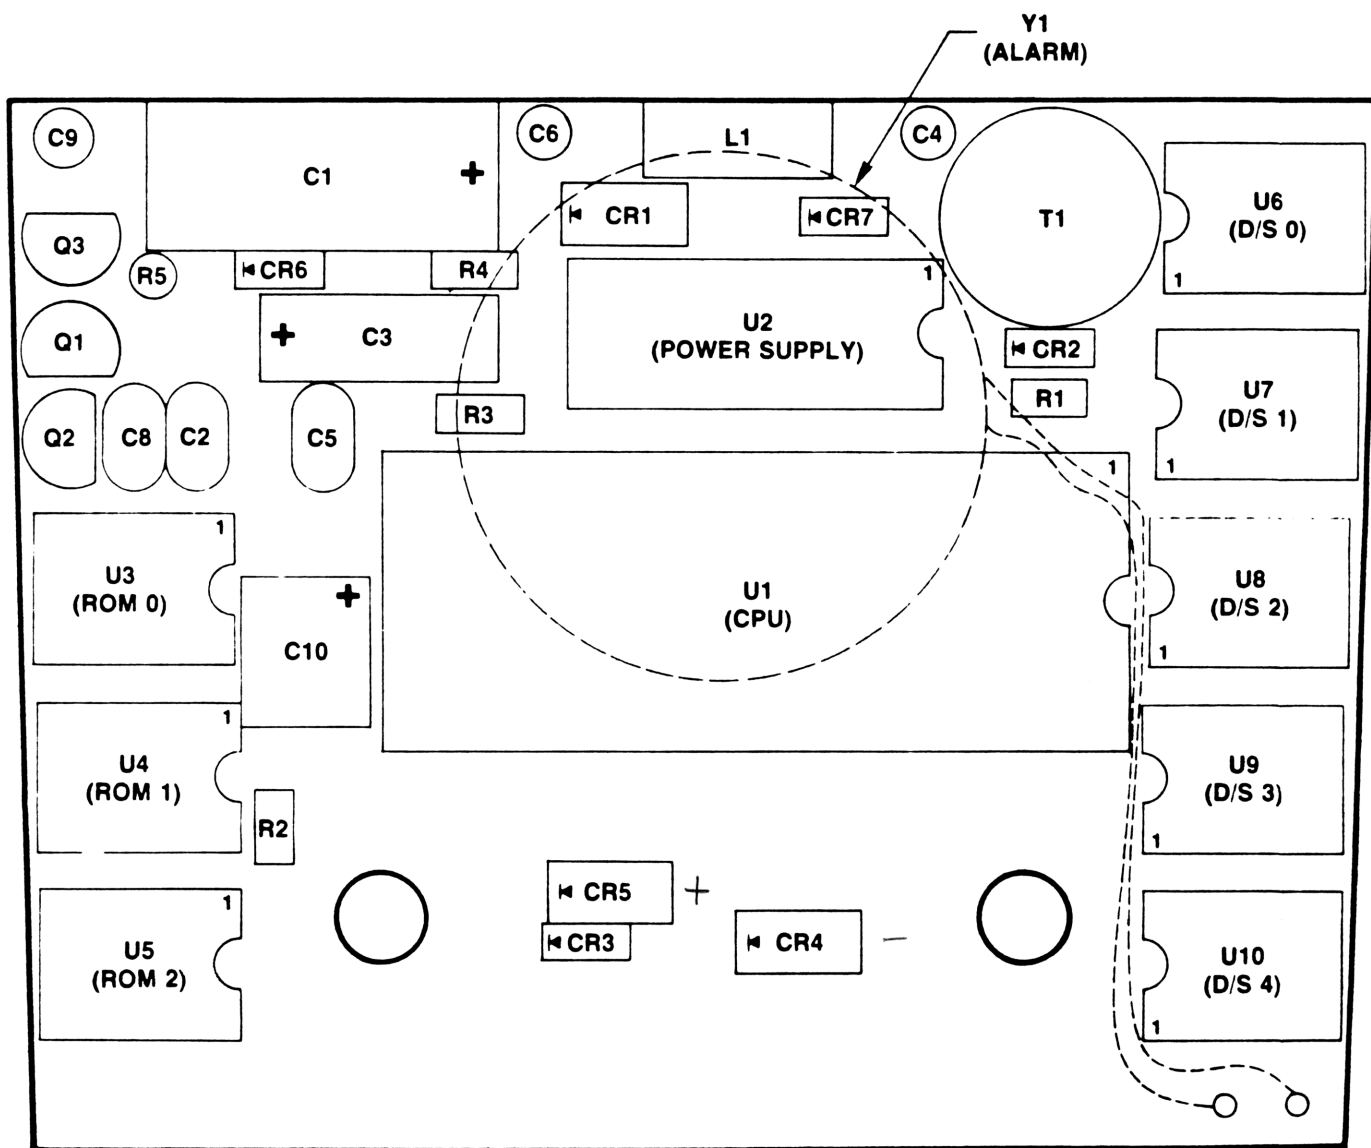 Y1
(ALARM)
C9
C1
+
C6
L1
C4
CR1
CR7
T1
U6
(D/S 0)
1
Q3
R5
CR6
R4
1
U2
(POWER SUPPLY)
+
C3
Q1
CR2
R1
U7
(D/S 1)
1
Q2
C8
C2
C5
R3
1
U1
(CPU)
1
U3
(ROM 0)
+
C10
U8
(D/S 2)
1
1
U4
(ROM 1)
R2
U9
(D/S 3)
1
CR5
+
CR3
CR4
-
1
U5
(ROM 2)
U10
(D/S 4)
1